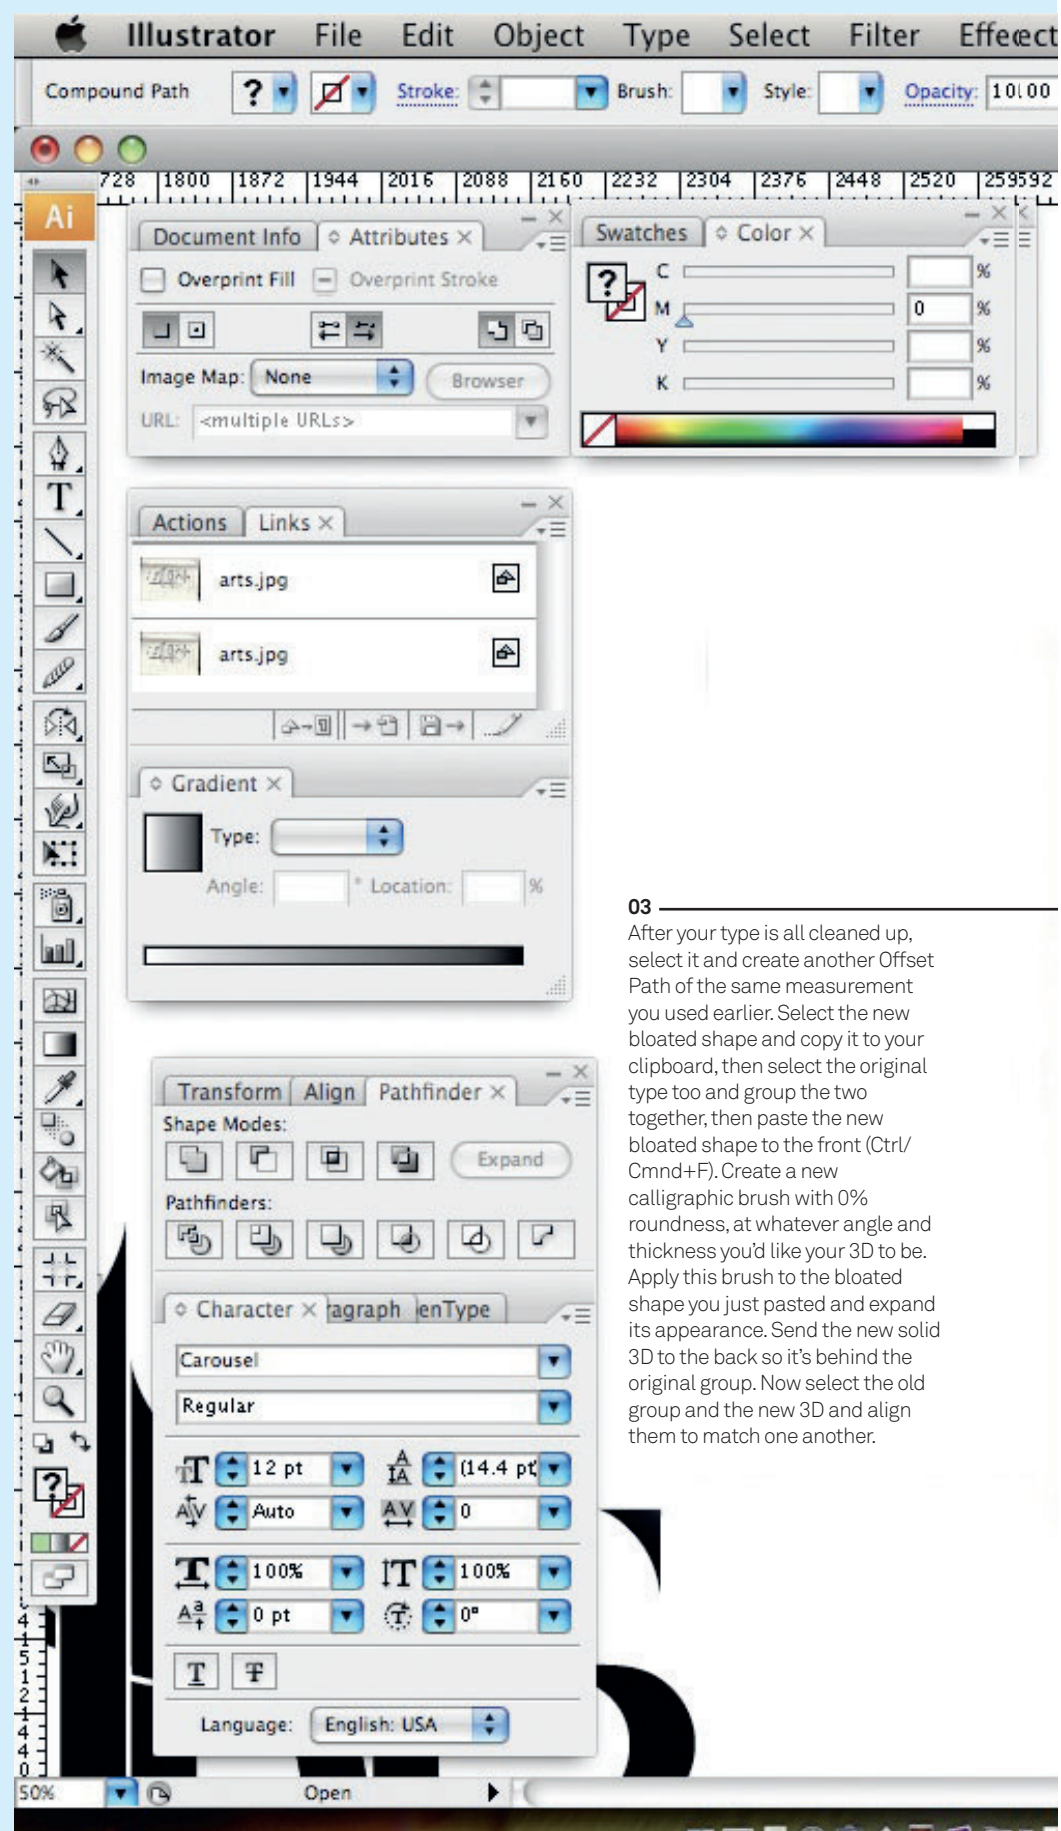 Illustrator File Edit Object Type Select Filter Effect
Compound Path ? Stroke: Brush: Style: Opacity: 100
728 1800 1872 1944 2016 2088 2160 2232 2304 2376 2448 2520 2592
Ai
Document Info Attributes
Overprint Fill Overprint Stroke
Image Map: None Browser
URL: <multiple URLs>
Swatches Color
C %
M 0 %
Y %
K %
Actions Links
arts.jpg
arts.jpg
Gradient
Type:
Angle: ° Location: %
03
After your type is all cleaned up,
select it and create another Offset
Path of the same measurement
you used earlier. Select the new
bloated shape and copy it to your
clipboard, then select the original
type too and group the two
together, then paste the new
bloated shape to the front (Ctrl/
Cmnd+F). Create a new
calligraphic brush with 0%
roundness, at whatever angle and
thickness you'd like your 3D to be.
Apply this brush to the bloated
shape you just pasted and expand
its appearance. Send the new solid
3D to the back so it's behind the
original group. Now select the old
group and the new 3D and align
them to match one another.
Transform Align Pathfinder
Shape Modes:
Expand
Pathfinders:
Character ragraph enType
Carousel
Regular
12 pt (14.4 pt
Auto 0
100% 100%
0 pt 0°
Language: English: USA
50% Open